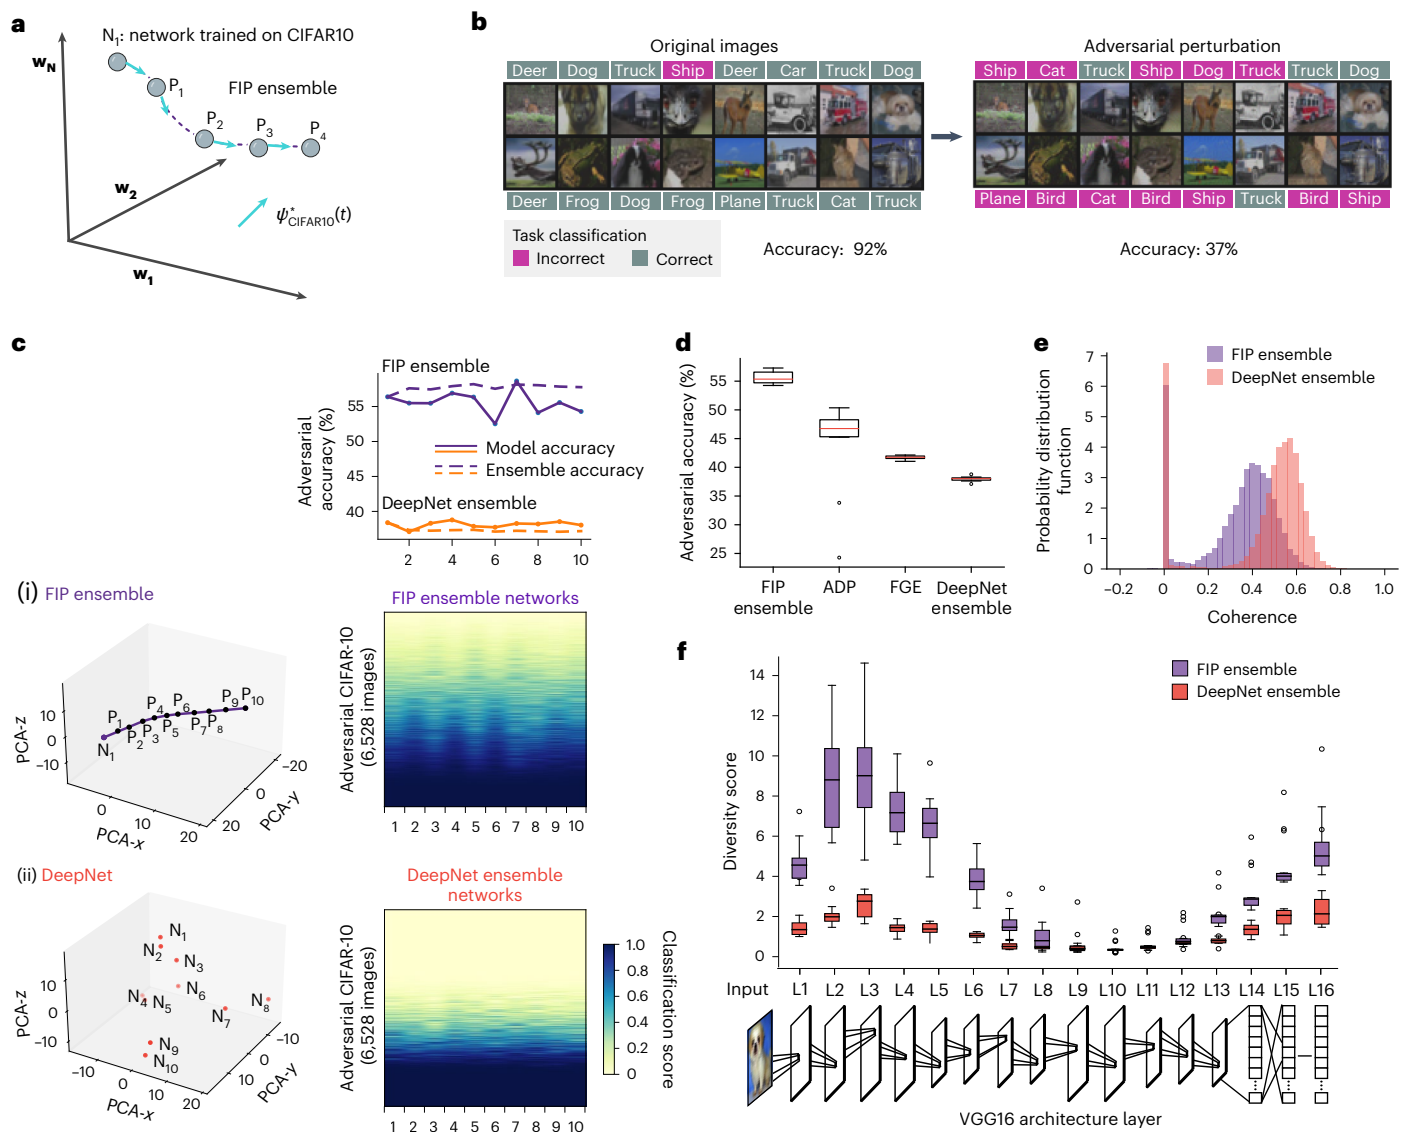 a
N1: network trained on CIFAR10
wN
P1
FIP ensemble
P2
P3
P4
w2
ψ*CIFAR10(t)
w1
b
Original images
Adversarial perturbation
Deer Dog Truck Ship Deer Car Truck Dog
Ship Cat Truck Ship Dog Truck Truck Dog
Deer Frog Dog Frog Plane Truck Cat Truck
Plane Bird Cat Bird Ship Truck Bird Ship
Task classification
Incorrect Correct
Accuracy: 92%
Accuracy: 37%
c
FIP ensemble
Adversarial
accuracy (%)
55
50
45
40
Model accuracy
Ensemble accuracy
DeepNet ensemble
2 4 6 8 10
d
Adversarial accuracy (%)
55
50
45
40
35
30
25
FIP
ensemble
ADP
FGE
DeepNet
ensemble
e
Probability distribution
function
7
6
5
4
3
2
1
0
FIP ensemble
DeepNet ensemble
−0.2 0 0.2 0.4 0.6 0.8 1.0
Coherence
(i) FIP ensemble
PCA-z
10
0
−10
N1
P1
P2
P3
P4
P5
P6
P7
P8
P9
P10
0
10
20
PCA-x
20
0
−20
PCA-y
FIP ensemble networks
Adversarial CIFAR-10
(6,528 images)
1 2 3 4 5 6 7 8 9 10
(ii) DeepNet
PCA-z
10
0
−10
N1
N2
N3
N4
N5
N6
N7
N8
N9
N10
−10
0
10
20
PCA-x
10
0
−10
PCA-y
DeepNet ensemble
networks
Adversarial CIFAR-10
(6,528 images)
1 2 3 4 5 6 7 8 9 10
1.0
0.8
0.6
0.4
0.2
0
Classification score
f
Diversity score
14
12
10
8
6
4
2
0
FIP ensemble
DeepNet ensemble
Input L1 L2 L3 L4 L5 L6 L7 L8 L9 L10 L11 L12 L13 L14 L15 L16
VGG16 architecture layer